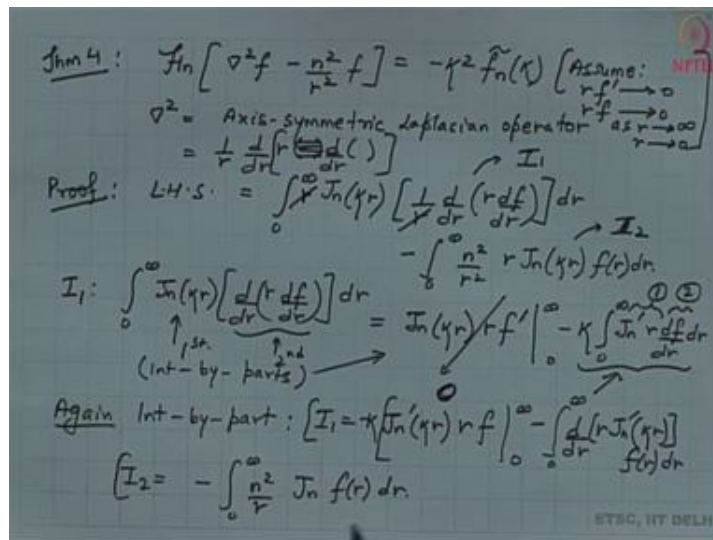 Thm 4 : ℋn [ ∇²f − n²/r² f ] = −κ² f̃n(κ) [ Assume: rf' → 0
rf → 0
as r → ∞
r → 0 ]
∇² = Axis-symmetric Laplacian operator
= 1/r d/dr [ r d/dr ( ) ]
→ I₁
Proof : L.H.S. = ∫₀^∞ r Jn(κr) [ 1/r d/dr ( r df/dr ) ] dr
→ I₂
− ∫₀^∞ n²/r² r Jn(κr) f(r) dr.
I₁ : ∫₀^∞ Jn(κr) [ d/dr ( r df/dr ) ] dr = Jn(κr) r f' |₀^∞ − κ ∫₀^∞ Jn' r df/dr dr
① ②
1st. 2nd
(Int-by-parts) → 0
Again Int-by-part : [ I₁ = −κ [ Jn'(κr) r f |₀^∞ − ∫₀^∞ d/dr [ r Jn'(κr) ] f(r) dr
[ I₂ = − ∫₀^∞ n²/r Jn f(r) dr.
NPTEL
ETSC, IIT DELH